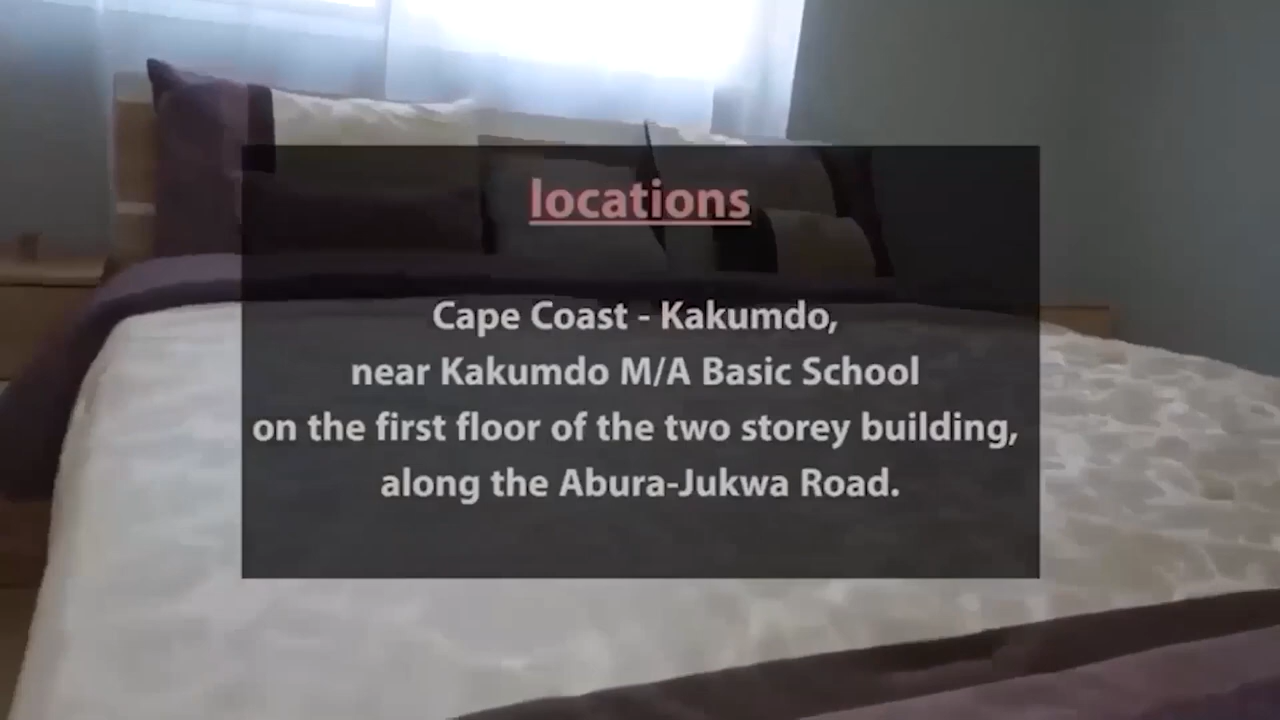 locations
Cape Coast - Kakumdo,
near Kakumdo M/A Basic School
on the first floor of the two storey building,
along the Abura-Jukwa Road.